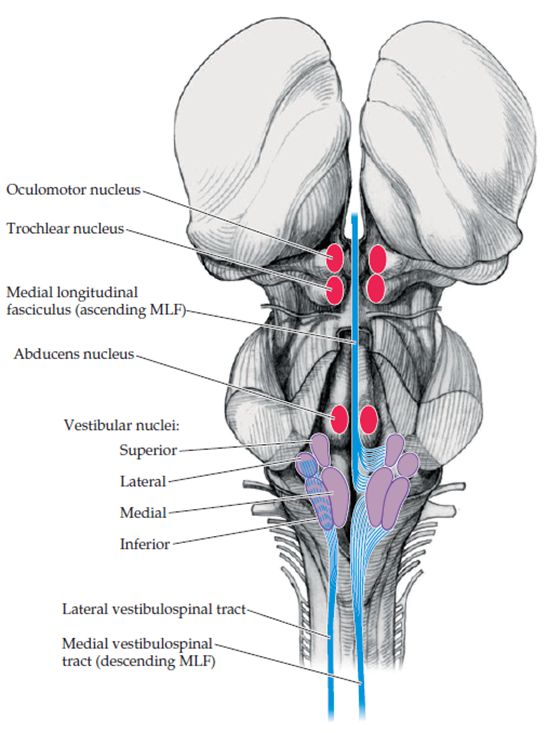 Oculomotor nucleus
Trochlear nucleus
Medial longitudinal
fasciculus (ascending MLF)
Abducens nucleus
Vestibular nuclei:
Superior
Lateral
Medial
Inferior
Lateral vestibulospinal tract
Medial vestibulospinal
tract (descending MLF)